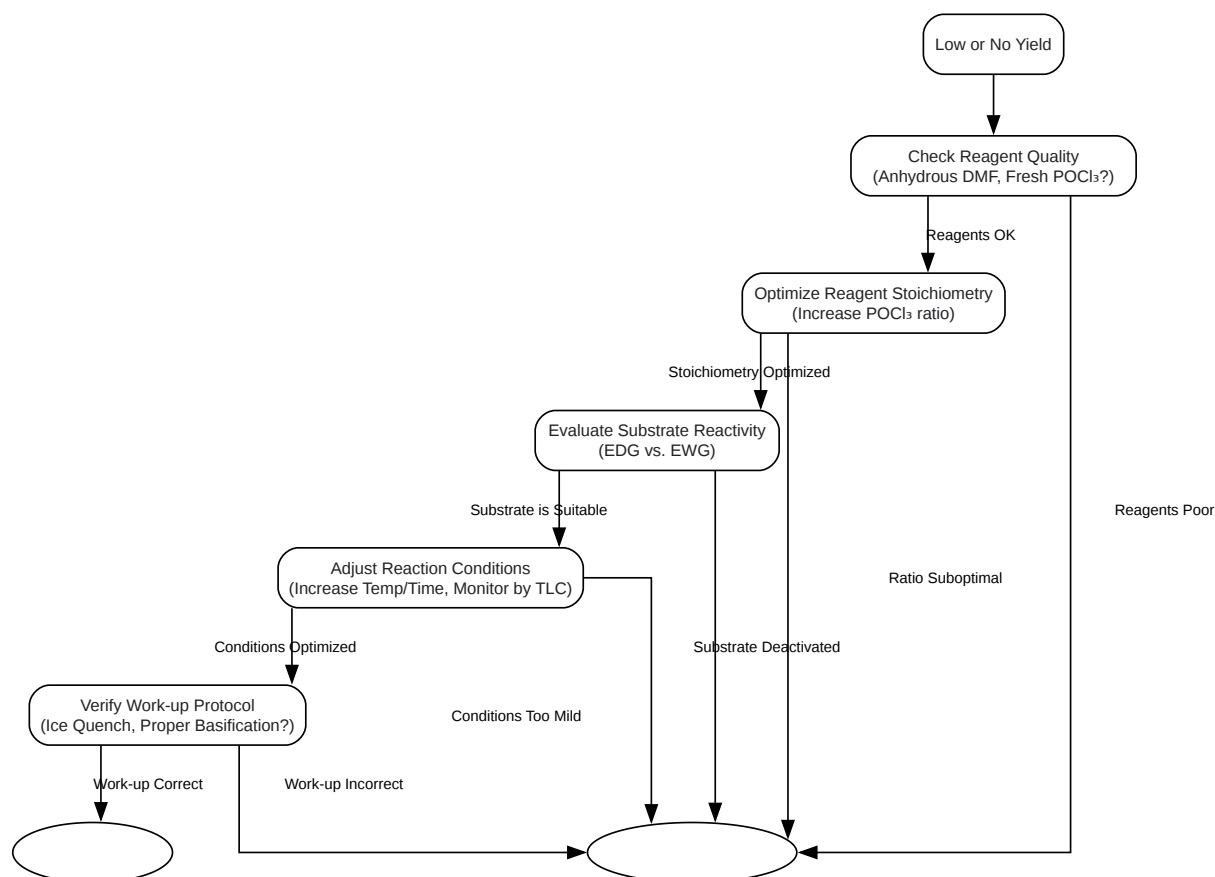 Low or No Yield
Check Reagent Quality
(Anhydrous DMF, Fresh POCl₃?)
Reagents OK
Optimize Reagent Stoichiometry
(Increase POCl₃ ratio)
Stoichiometry Optimized
Evaluate Substrate Reactivity
(EDG vs. EWG)
Substrate is Suitable
Reagents Poor
Adjust Reaction Conditions
(Increase Temp/Time, Monitor by TLC)
Ratio Suboptimal
Conditions Optimized
Substrate Deactivated
Verify Work-up Protocol
(Ice Quench, Proper Basification?)
Conditions Too Mild
Work-up Correct
Work-up Incorrect